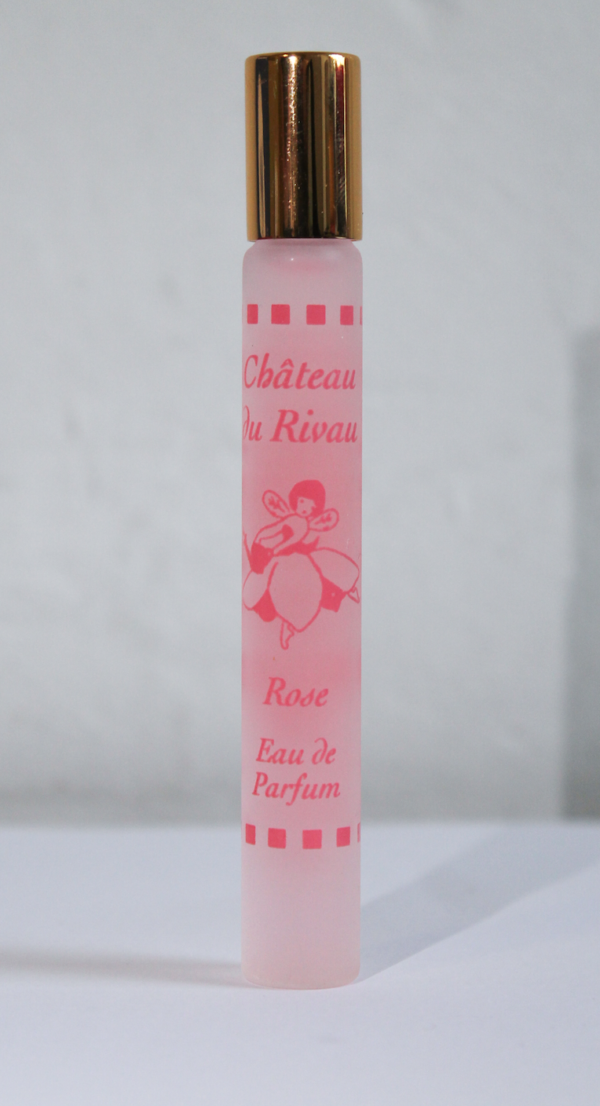 Château
du Rivau
Rose
Eau de
Parfum